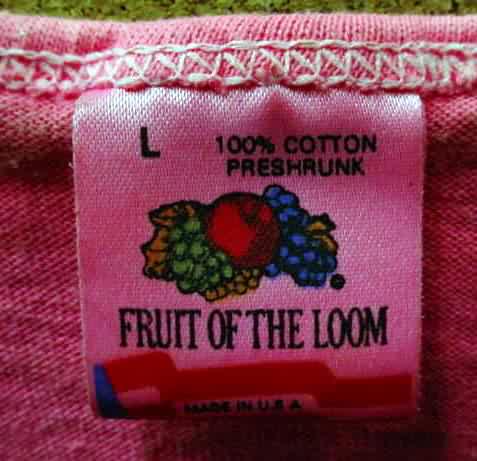 L
100% COTTON
PRESHRUNK
FRUIT OF THE LOOM
MADE IN U.S A